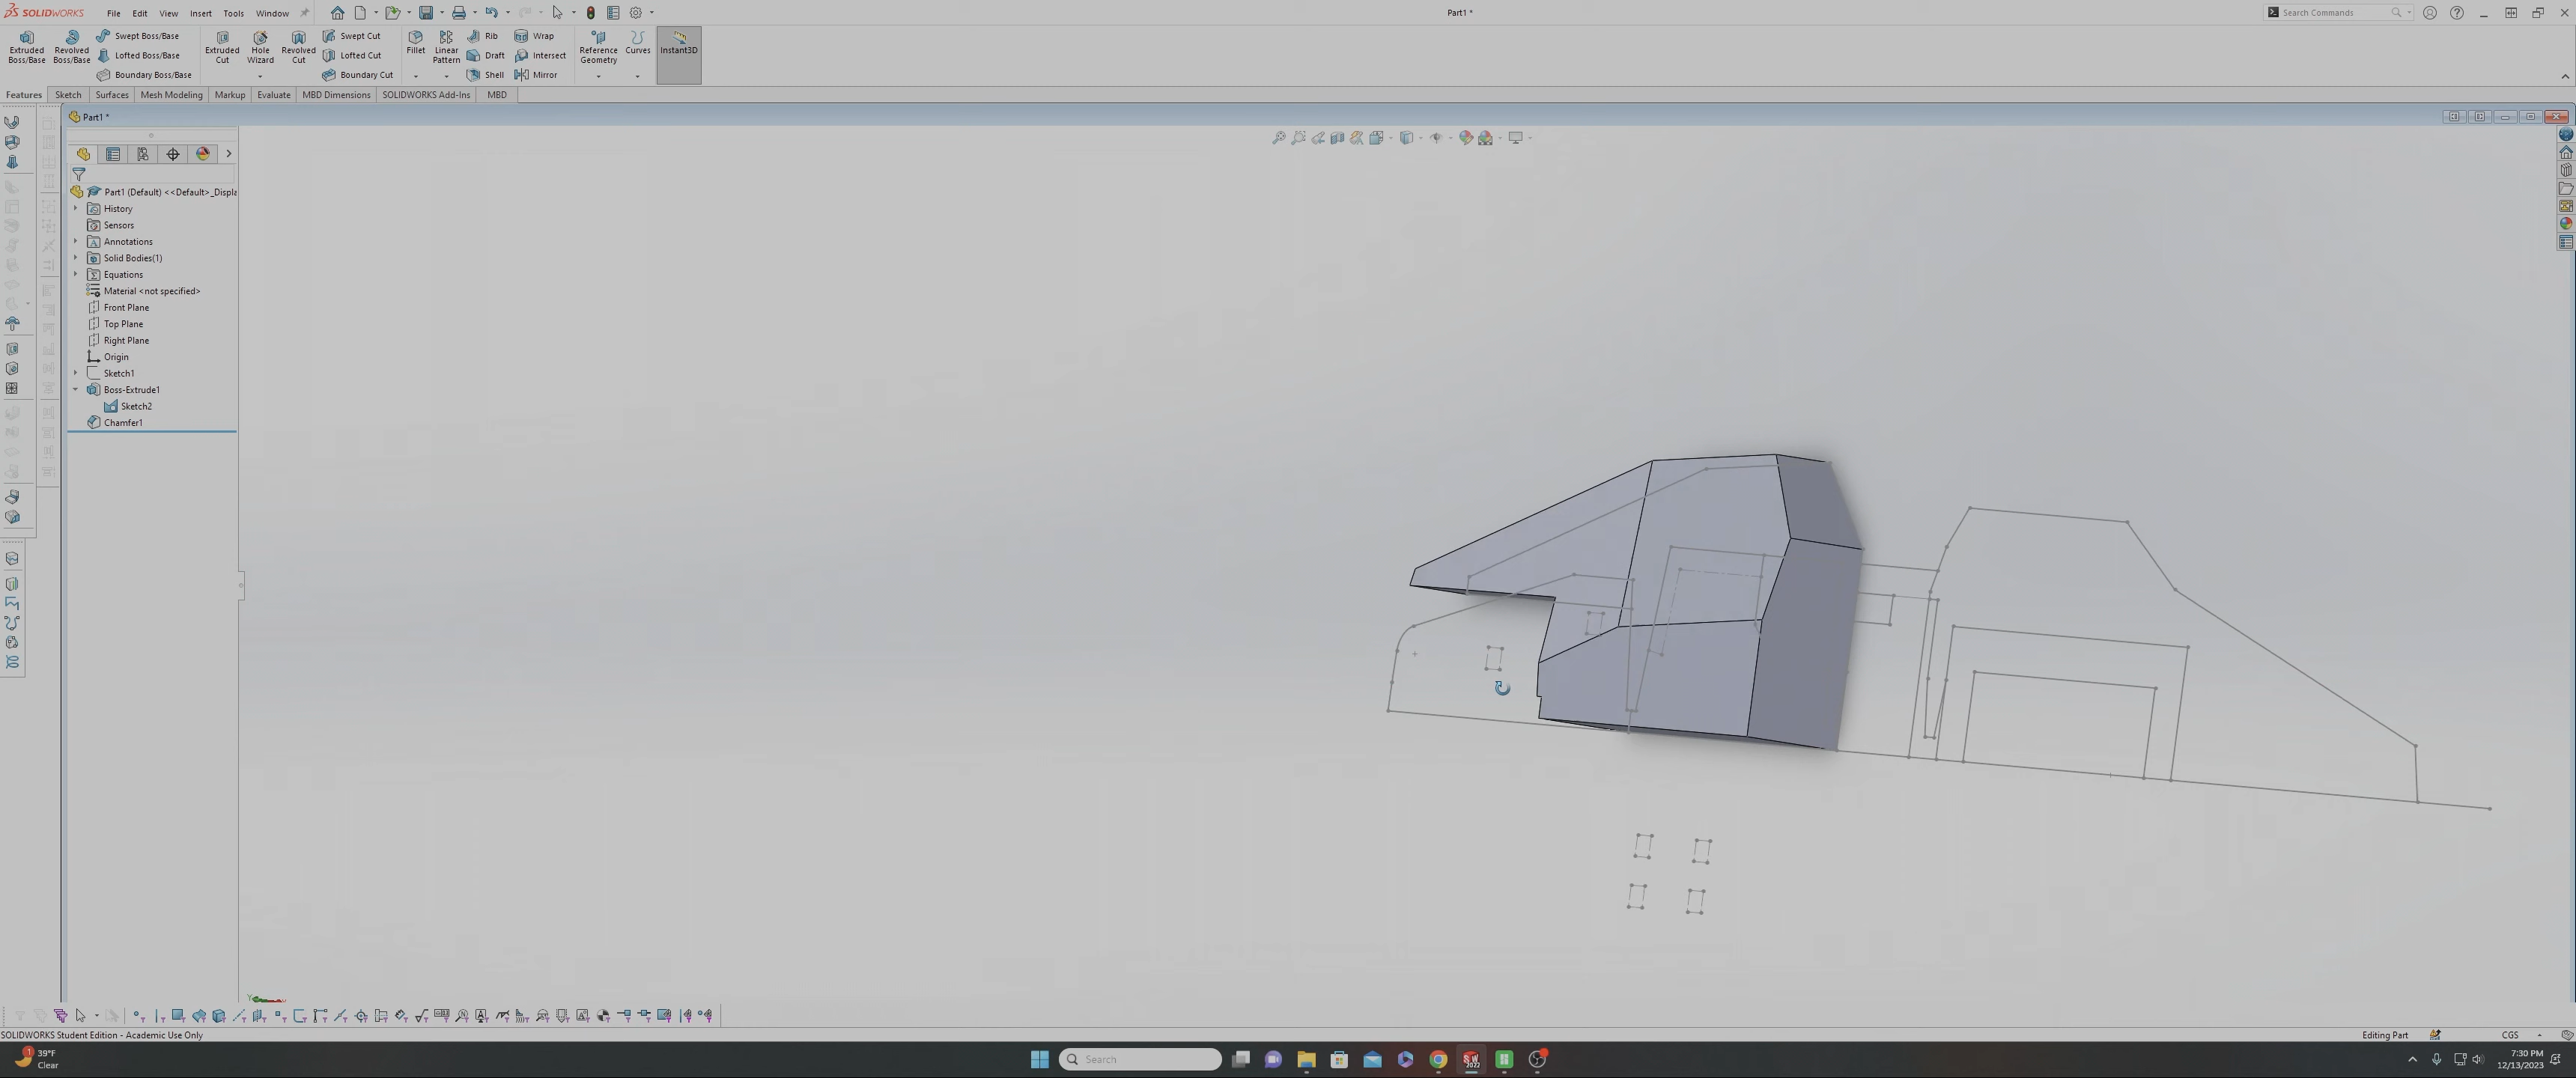 SOLIDWORKS File Edit View Insert Tools Window Part1 * Search Commands
Extruded Boss/Base Revolved Boss/Base Swept Boss/Base Extruded Cut Hole Wizard Revolved Cut Swept Cut Fillet Linear Pattern Rib Wrap Reference Geometry Curves Instant3D
Lofted Boss/Base Lofted Cut Draft Intersect
Boundary Boss/Base Boundary Cut Shell Mirror
Features Sketch Surfaces Mesh Modeling Markup Evaluate MBD Dimensions SOLIDWORKS Add-Ins MBD
Part1 *
Part1 (Default) <<Default>_Displa
History
Sensors
Annotations
Solid Bodies(1)
Equations
Material <not specified>
Front Plane
Top Plane
Right Plane
Origin
Sketch1
Boss-Extrude1
Sketch2
Chamfer1
SOLIDWORKS Student Edition - Academic Use Only Editing Part CGS
1 39°F
Clear
Search
7:30 PM
12/13/2023